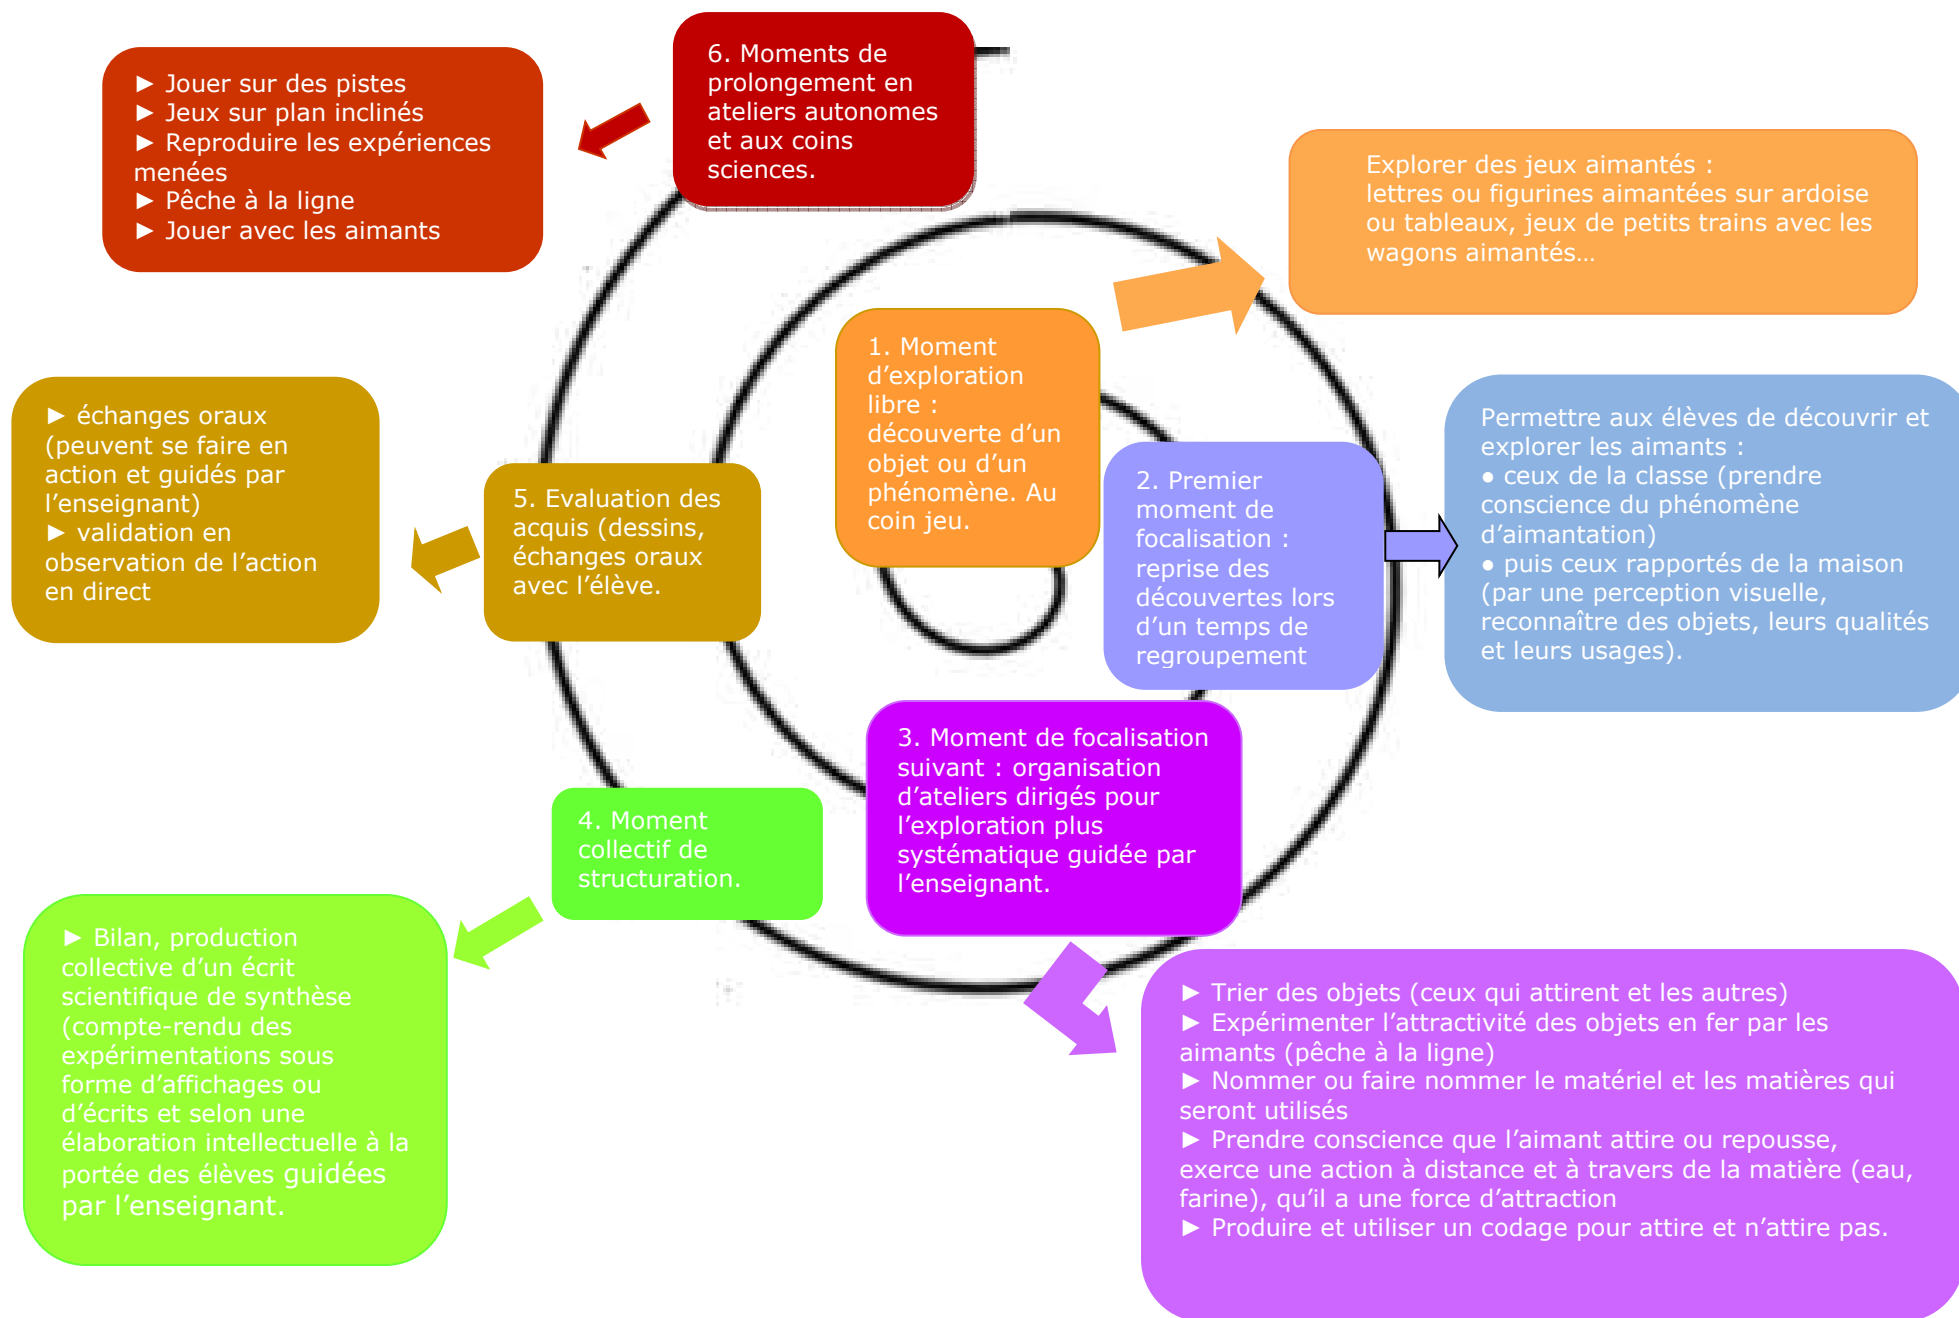 6. Moments de
prolongement en
ateliers autonomes
et aux coins
sciences.
► Jouer sur des pistes
► Jeux sur plan inclinés
► Reproduire les expériences
menées
► Pêche à la ligne
► Jouer avec les aimants
Explorer des jeux aimantés :
lettres ou figurines aimantées sur ardoise
ou tableaux, jeux de petits trains avec les
wagons aimantés…
1. Moment
d’exploration
libre :
découverte d’un
objet ou d’un
phénomène. Au
coin jeu.
2. Premier
moment de
focalisation :
reprise des
découvertes lors
d’un temps de
regroupement
Permettre aux élèves de découvrir et
explorer les aimants :
● ceux de la classe (prendre
conscience du phénomène
d’aimantation)
● puis ceux rapportés de la maison
(par une perception visuelle,
reconnaître des objets, leurs qualités
et leurs usages).
► échanges oraux
(peuvent se faire en
action et guidés par
l’enseignant)
► validation en
observation de l’action
en direct
5. Evaluation des
acquis (dessins,
échanges oraux
avec l’élève.
3. Moment de focalisation
suivant : organisation
d’ateliers dirigés pour
l’exploration plus
systématique guidée par
l’enseignant.
4. Moment
collectif de
structuration.
► Bilan, production
collective d’un écrit
scientifique de synthèse
(compte-rendu des
expérimentations sous
forme d’affichages ou
d’écrits et selon une
élaboration intellectuelle à la
portée des élèves guidées
par l’enseignant.
► Trier des objets (ceux qui attirent et les autres)
► Expérimenter l’attractivité des objets en fer par les
aimants (pêche à la ligne)
► Nommer ou faire nommer le matériel et les matières qui
seront utilisés
► Prendre conscience que l’aimant attire ou repousse,
exerce une action à distance et à travers de la matière (eau,
farine), qu’il a une force d’attraction
► Produire et utiliser un codage pour attire et n’attire pas.